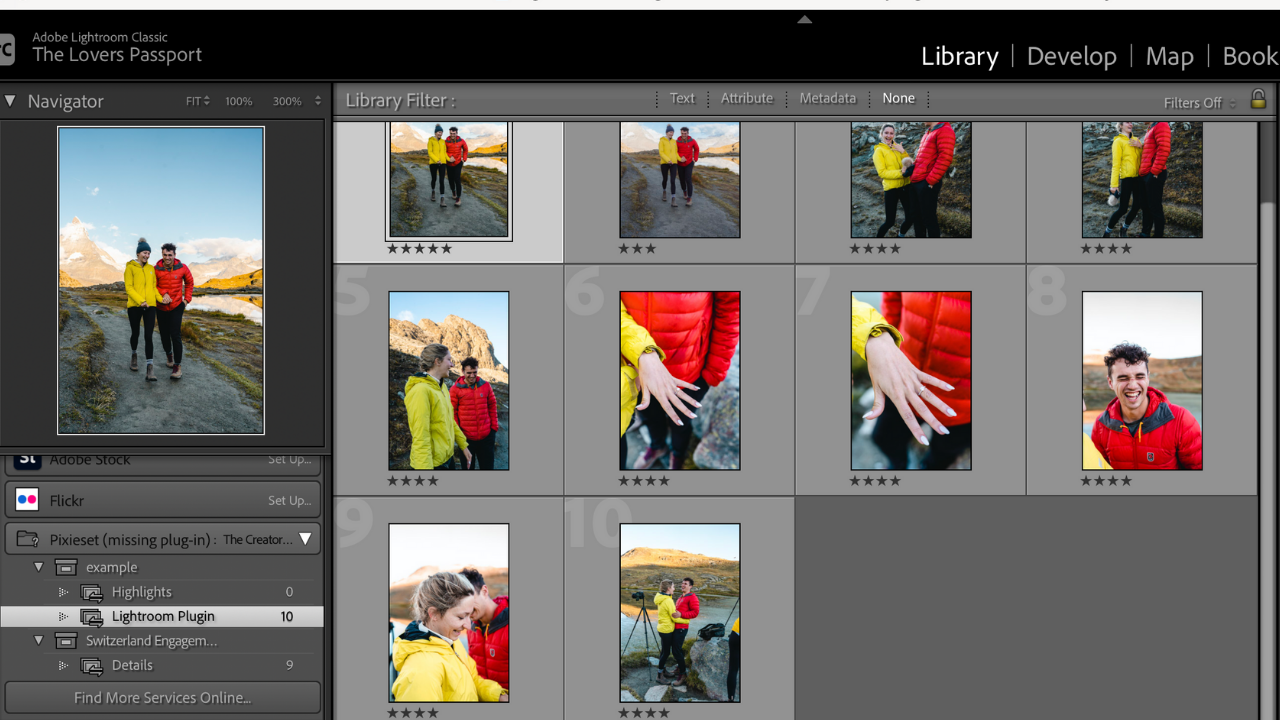 Adobe Lightroom Classic
The Lovers Passport
Library | Develop | Map | Book
Navigator FIT 100% 300%
Library Filter : Text Attribute Metadata None Filters Off
★★★★★ ★★★ ★★★★ ★★★★
5 6 7 8
★★★★ ★★★★ ★★★★ ★★★★
9 10
★★★★ ★★★★
St Adobe Stock Set Up...
Flickr Set Up...
Pixieset (missing plug-in) : The Creator...
example
Highlights 0
Lightroom Plugin 10
Switzerland Engagem...
Details 9
Find More Services Online...